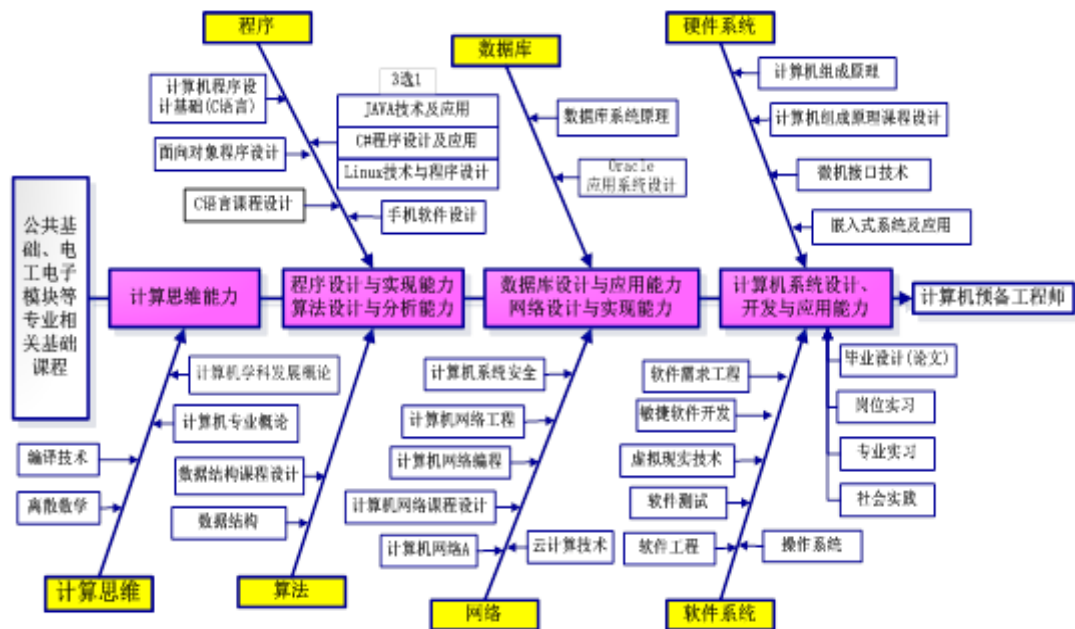 程序
数据库
硬件系统
计算机程序设
计基础(C语言)
3选1
JAVA技术及应用
C#程序设计及应用
Linux技术与程序设计
面向对象程序设计
C语言课程设计
手机软件设计
数据库系统原理
Oracle
应用系统设计
计算机组成原理
计算机组成原理课程设计
微机接口技术
嵌入式系统及应用
公共基
础、电
工电子
模块等
专业相
关基础
课程
计算思维能力
程序设计与实现能力
算法设计与分析能力
数据库设计与应用能力
网络设计与实现能力
计算机系统设计、
开发与应用能力
计算机预备工程师
计算机学科发展概论
计算机专业概论
编译技术
离散数学
数据结构课程设计
数据结构
计算机系统安全
计算机网络工程
计算机网络编程
计算机网络课程设计
计算机网络A
云计算技术
软件需求工程
敏捷软件开发
虚拟现实技术
软件测试
软件工程
操作系统
毕业设计(论文)
岗位实习
专业实习
社会实践
计算思维
算法
网络
软件系统